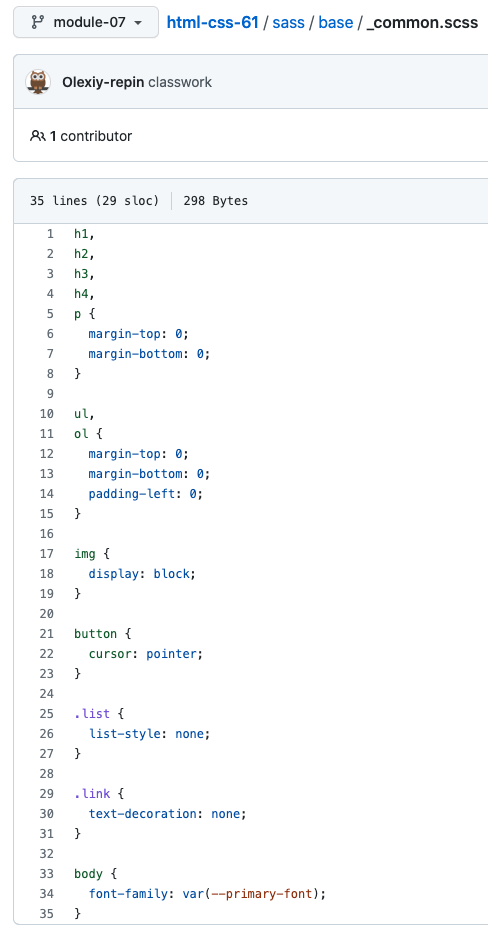 module-07 html-css-61 / sass / base / _common.scss
Olexiy-repin classwork
1 contributor
35 lines (29 sloc) 298 Bytes
1 h1,
2 h2,
3 h3,
4 h4,
5 p {
6   margin-top: 0;
7   margin-bottom: 0;
8 }
9
10 ul,
11 ol {
12   margin-top: 0;
13   margin-bottom: 0;
14   padding-left: 0;
15 }
16
17 img {
18   display: block;
19 }
20
21 button {
22   cursor: pointer;
23 }
24
25 .list {
26   list-style: none;
27 }
28
29 .link {
30   text-decoration: none;
31 }
32
33 body {
34   font-family: var(--primary-font);
35 }